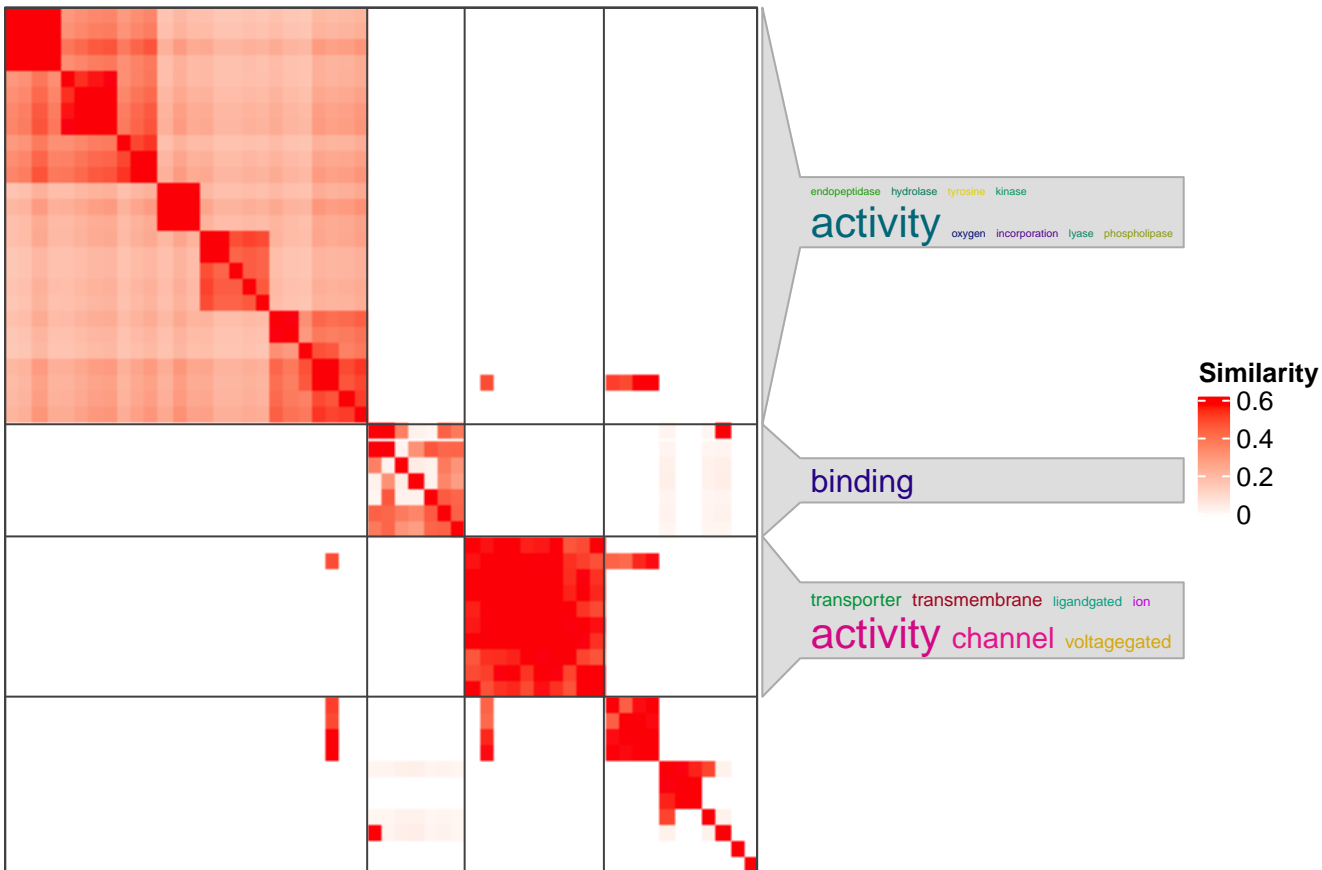 endopeptidase hydrolase tyrosine kinase
activity oxygen incorporation lyase phospholipase
Similarity
0.6
0.4
0.2
0
binding
transporter transmembrane ligandgated ion
activity channel voltagegated